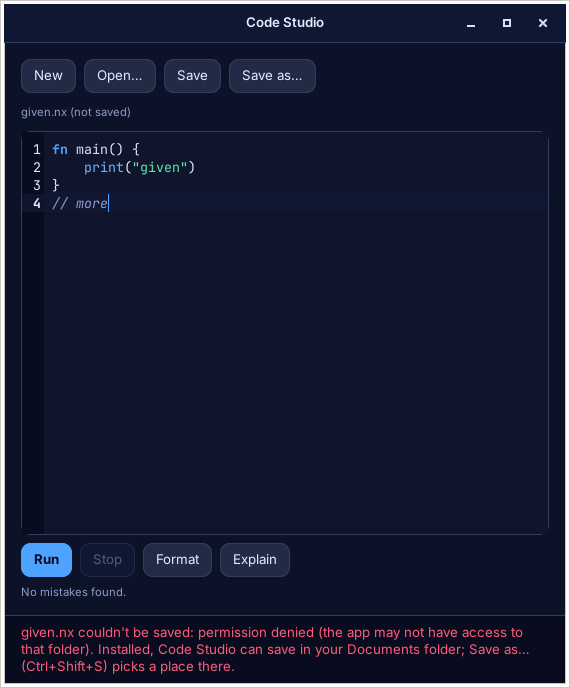 Code Studio
New Open... Save Save as...
given.nx (not saved)
1 fn main() {
2     print("given")
3 }
4 // more
Run Stop Format Explain
No mistakes found.
given.nx couldn't be saved: permission denied (the app may not have access to
that folder). Installed, Code Studio can save in your Documents folder; Save as...
(Ctrl+Shift+S) picks a place there.